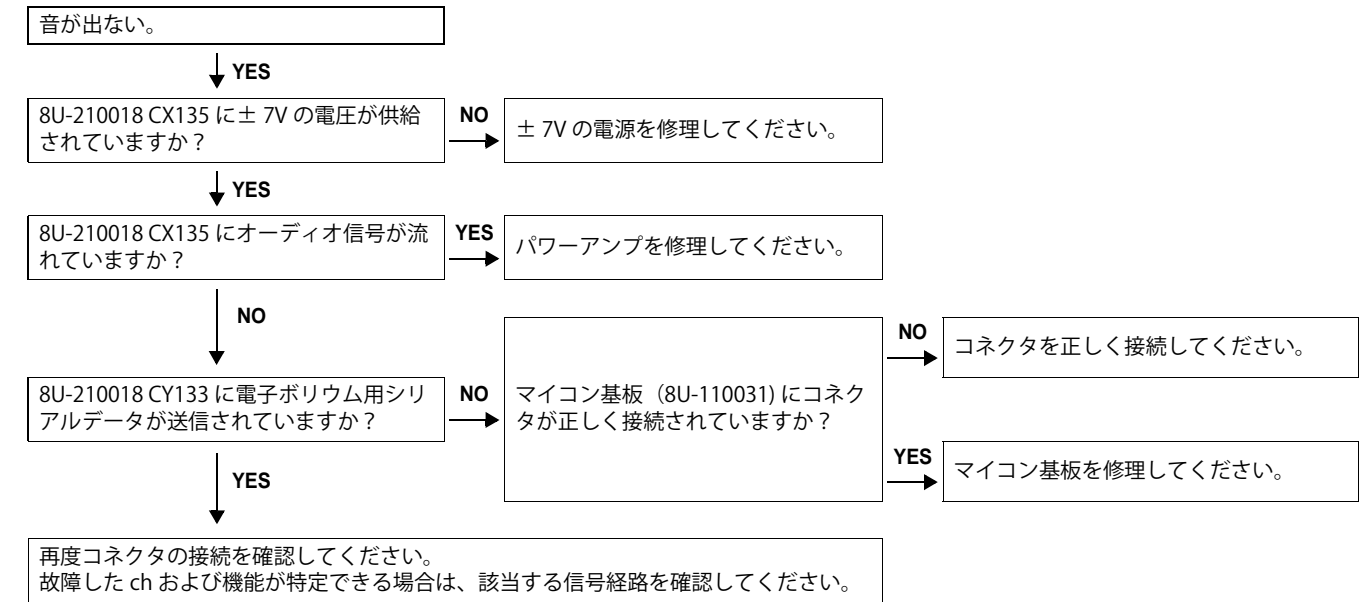 音が出ない。
YES
8U-210018 CX135 に± 7V の電圧が供給
されていますか？
NO
± 7V の電源を修理してください。
YES
8U-210018 CX135 にオーディオ信号が流
れていますか？
YES
パワーアンプを修理してください。
NO
8U-210018 CY133 に電子ボリウム用シリ
アルデータが送信されていますか？
NO
マイコン基板（8U-110031) にコネク
タが正しく接続されていますか？
NO
コネクタを正しく接続してください。
YES
マイコン基板を修理してください。
YES
再度コネクタの接続を確認してください。
故障した ch および機能が特定できる場合は、該当する信号経路を確認してください。